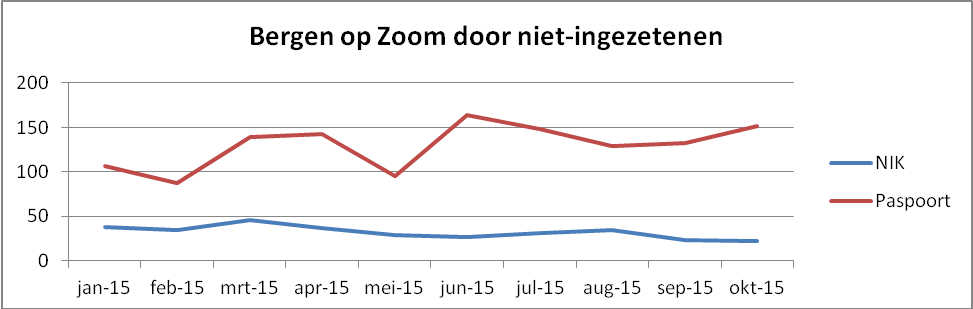 Bergen op Zoom door niet-ingezetenen
200
150
100
50
0
jan-15 feb-15 mrt-15 apr-15 mei-15 jun-15 jul-15 aug-15 sep-15 okt-15
NIK
Paspoort